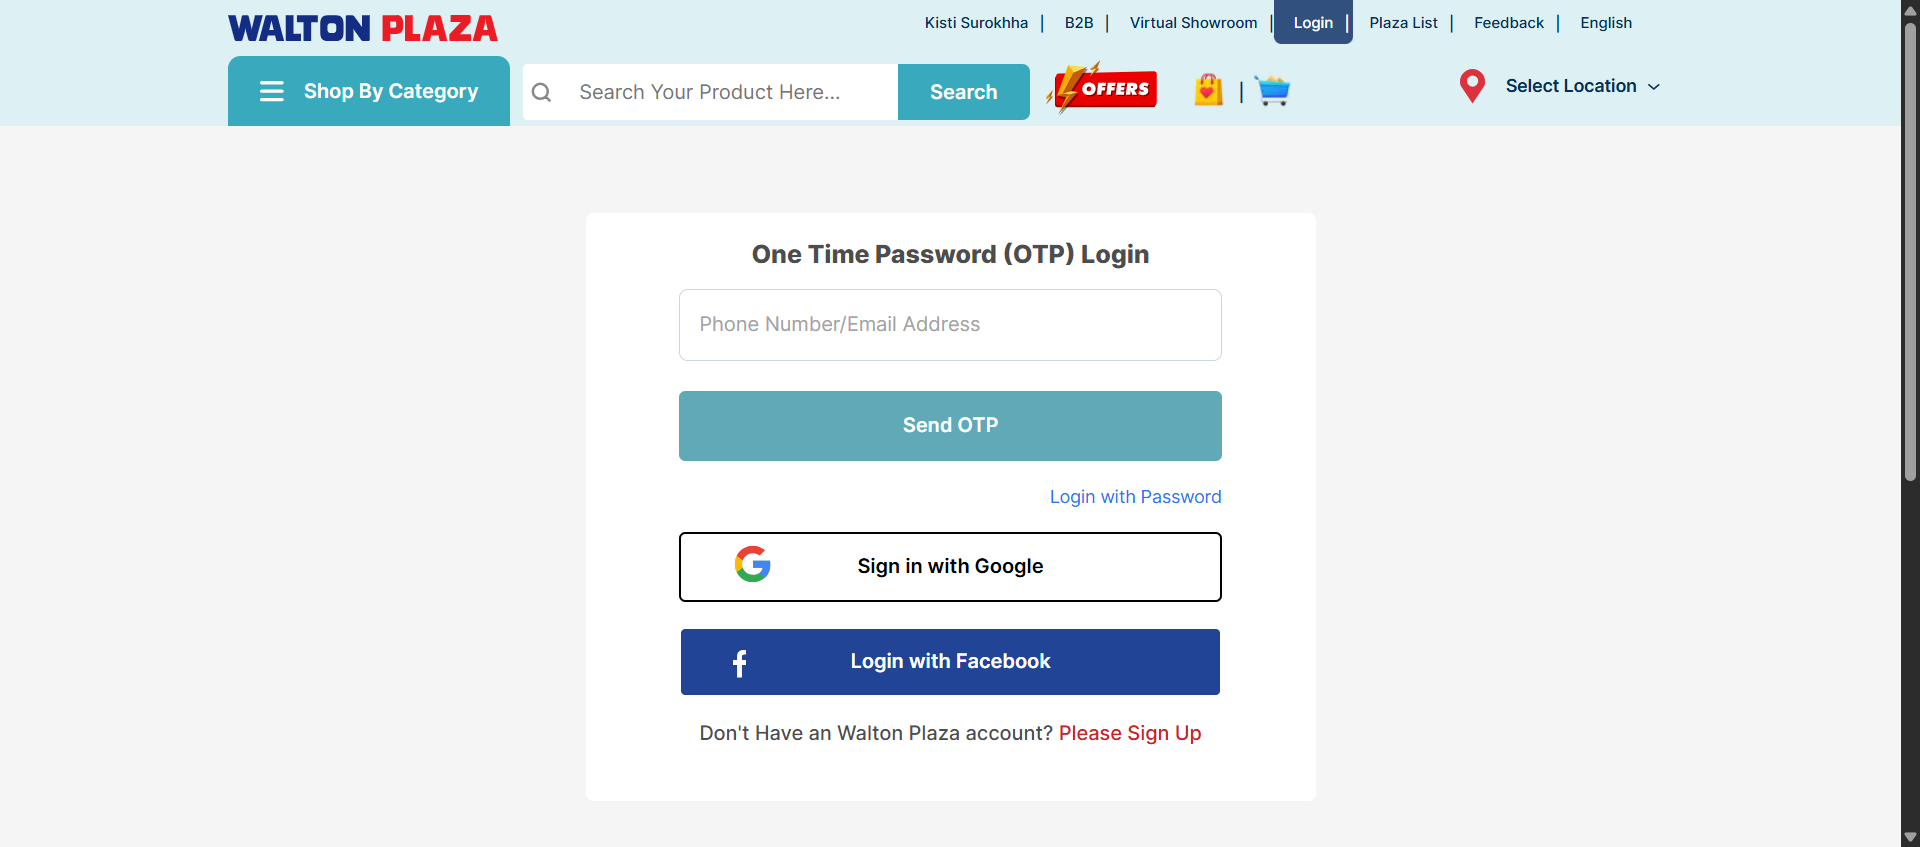 WALTON PLAZA
Kisti Surokhha | B2B | Virtual Showroom | Login | Plaza List | Feedback | English
Shop By Category
Search Your Product Here...
Search
OFFERS
|
Select Location
One Time Password (OTP) Login
Phone Number/Email Address
Send OTP
Login with Password
Sign in with Google
Login with Facebook
Don't Have an Walton Plaza account? Please Sign Up